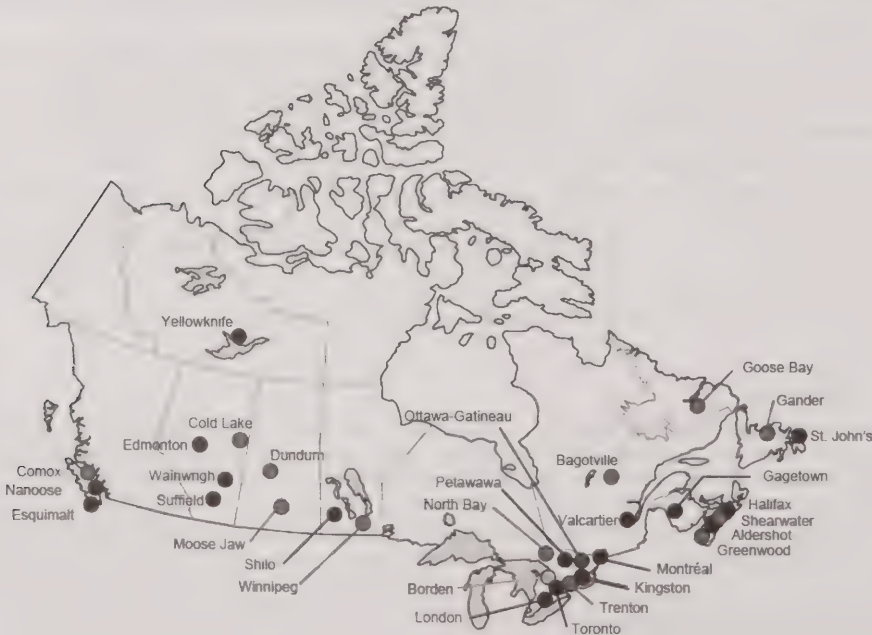 Yellowknife
Goose Bay
Gander
Ottawa-Gatineau
Cold Lake
St. John's
Edmonton
Dundurn
Bagotville
Comox
Wainwrigh
Petawawa
Gagetown
Nanoose
Suffield
North Bay
Valcartier
Halifax
Esquimalt
Shearwater
Moose Jaw
Aldershot
Greenwood
Shilo
Montréal
Winnipeg
Borden
Kingston
London
Trenton
Toronto